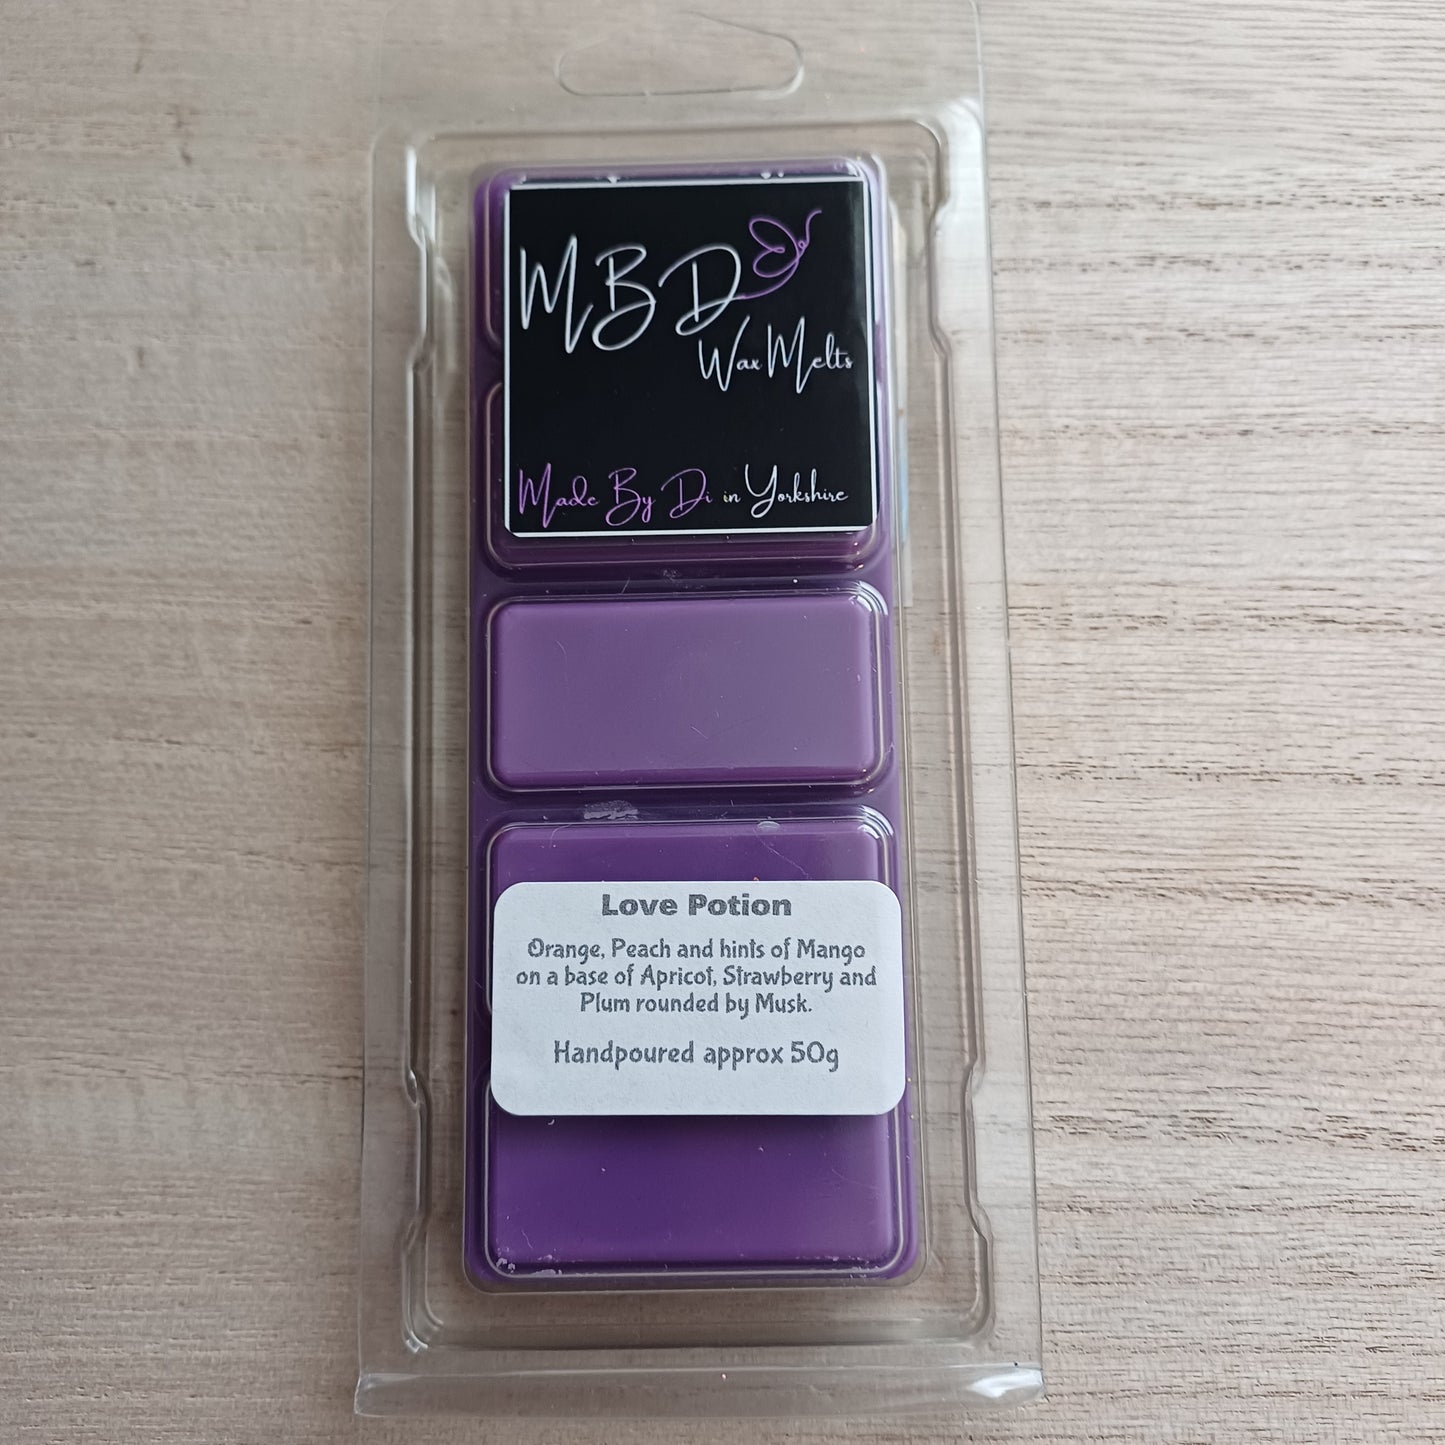 MBD
Wax Melts
Made By Di in Yorkshire
Love Potion
Orange, Peach and hints of Mango
on a base of Apricot, Strawberry and
Plum rounded by Musk.
Handpoured approx 50g